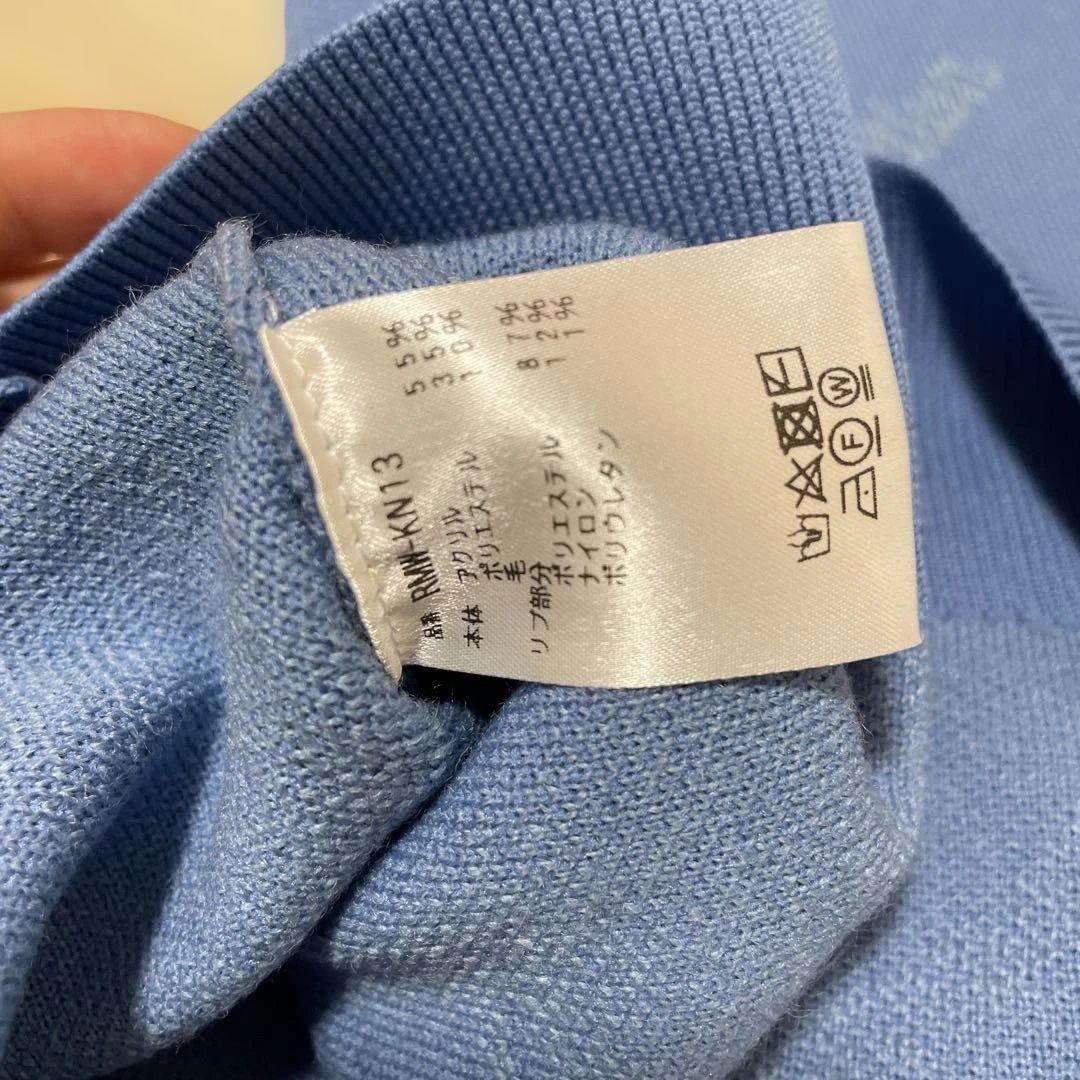 品番 RMW-KN13
本体 アクリル 55%
ポリエステル 35%
毛 10%
リブ部分
ポリエステル 87%
ナイロン 12%
ポリウレタン 1%
F W